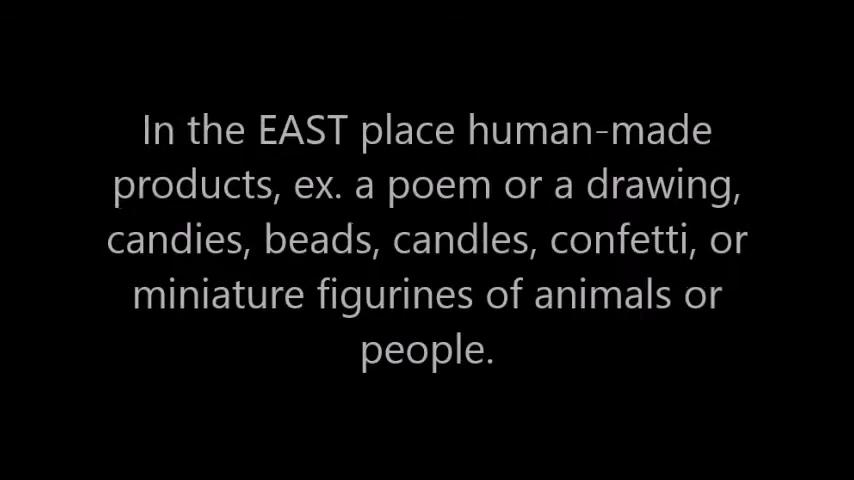 In the EAST place human-made
products, ex. a poem or a drawing,
candies, beads, candles, confetti, or
miniature figurines of animals or
people.